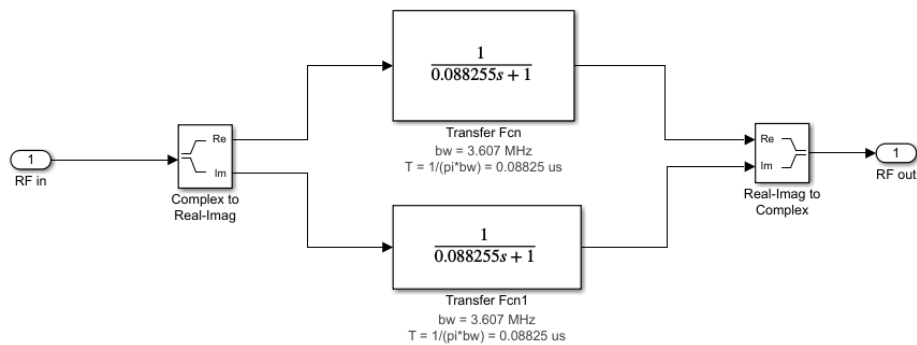 1
0.088255s + 1
Transfer Fcn
bw = 3.607 MHz
T = 1/(pi*bw) = 0.08825 us
1
RF in
Re
Im
Complex to
Real-Imag
Re
Im
Real-Imag to
Complex
1
RF out
1
0.088255s + 1
Transfer Fcn1
bw = 3.607 MHz
T = 1/(pi*bw) = 0.08825 us